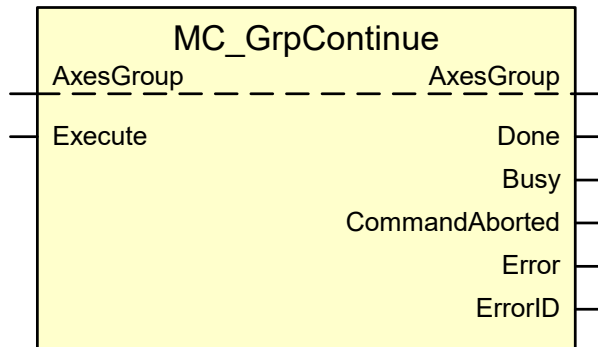 MC_GrpContinue
AxesGroup AxesGroup
Execute Done
Busy
CommandAborted
Error
ErrorID